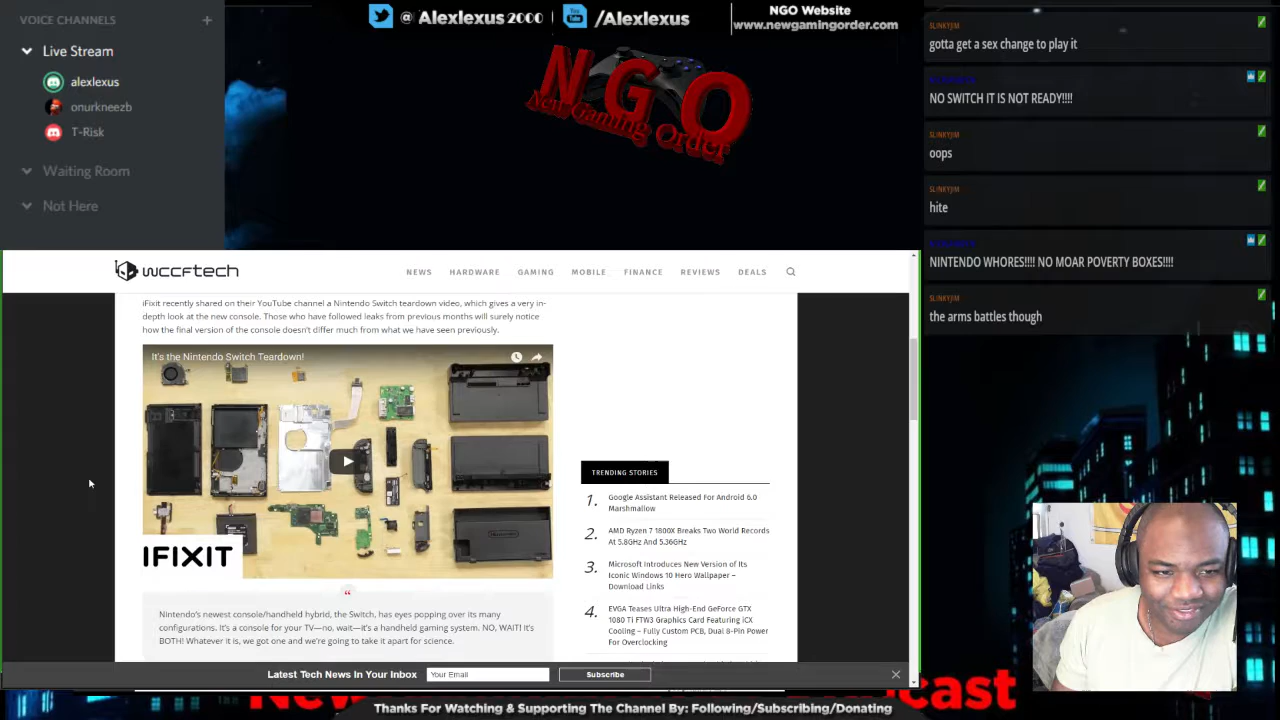 VOICE CHANNELS +
Live Stream
alexlexus
onurkneezb
T-Risk
Waiting Room
Not Here
@ Alexlexus 2000
/Alexlexus
NGO Website
www.newgamingorder.com
NGO
New Gaming Order
SLINKYJIM
gotta get a sex change to play it
NO SWITCH IT IS NOT READY!!!!
SLINKYJIM
oops
SLINKYJIM
hite
NINTENDO WHORES!!!! NO MOAR POVERTY BOXES!!!!
SLINKYJIM
the arms battles though
wccftech
NEWS HARDWARE GAMING MOBILE FINANCE REVIEWS DEALS
iFixit recently shared on their YouTube channel a Nintendo Switch teardown video, which gives a very in-
depth look at the new console. Those who have followed leaks from previous months will surely notice
how the final version of the console doesn't differ much from what we have seen previously.
It's the Nintendo Switch Teardown!
IFIXIT
Nintendo's newest console/handheld hybrid, the Switch, has eyes popping over its many
configurations. it's a console for your TV—no, wait—it's a handheld gaming system. NO, WAIT! It's
BOTH! Whatever it is, we got one and we're going to take it apart for science.
TRENDING STORIES
1. Google Assistant Released For Android 6.0
Marshmallow
2. AMD Ryzen 7 1800X Breaks Two World Records
At 5.8GHz And 5.36GHz
3. Microsoft Introduces New Version of Its
Iconic Windows 10 Hero Wallpaper –
Download Links
4. EVGA Teases Ultra High-End GeForce GTX
1080 Ti FTW3 Graphics Card Featuring iCX
Cooling – Fully Custom PCB, Dual 8-Pin Power
For Overclocking
Latest Tech News In Your Inbox
Your Email
Subscribe
Thanks For Watching & Supporting The Channel By: Following/Subscribing/Donating